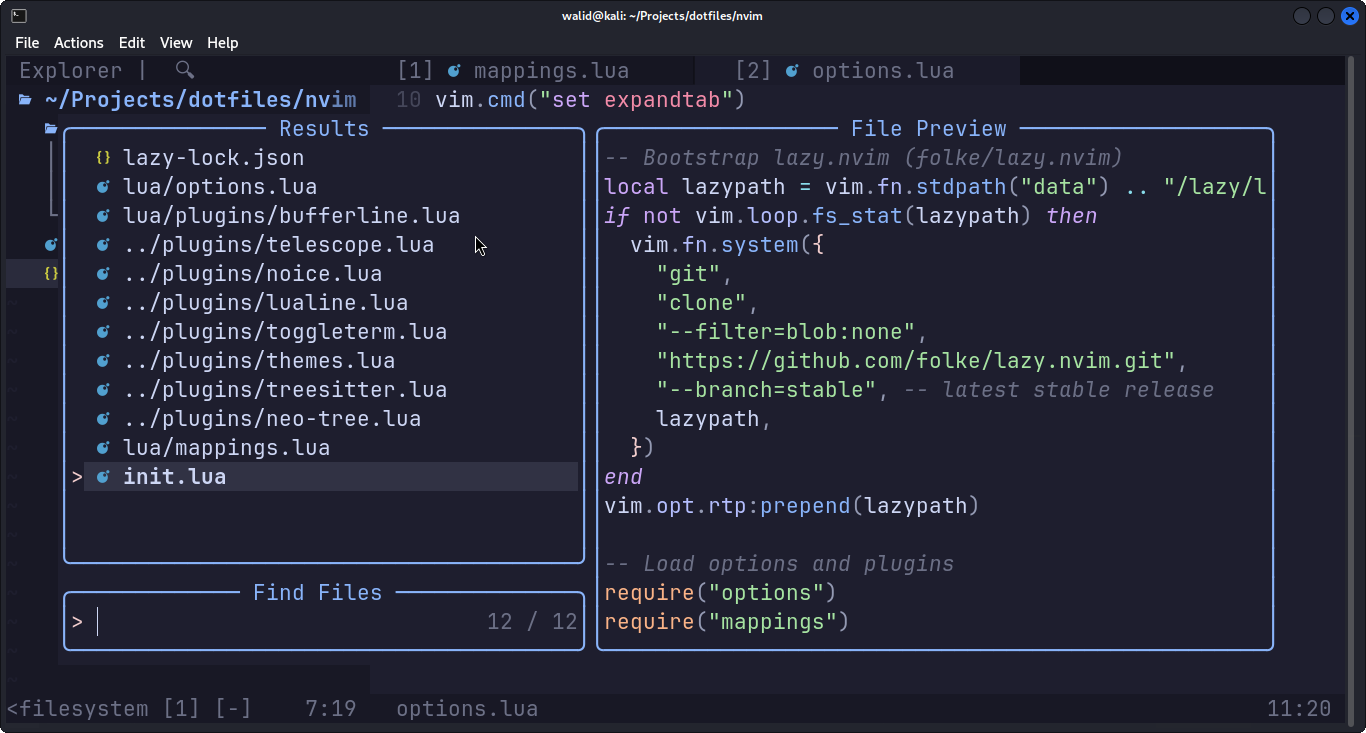 walid@kali: ~/Projects/dotfiles/nvim
File Actions Edit View Help
Explorer |
[1] mappings.lua
[2] options.lua
~/Projects/dotfiles/nvim
10 vim.cmd("set expandtab")
Results
lazy-lock.json
lua/options.lua
lua/plugins/bufferline.lua
../plugins/telescope.lua
../plugins/noice.lua
../plugins/lualine.lua
../plugins/toggleterm.lua
../plugins/themes.lua
../plugins/treesitter.lua
../plugins/neo-tree.lua
lua/mappings.lua
> init.lua
Find Files
> 12 / 12
File Preview
-- Bootstrap lazy.nvim (folke/lazy.nvim)
local lazypath = vim.fn.stdpath("data") .. "/lazy/l
if not vim.loop.fs_stat(lazypath) then
  vim.fn.system({
    "git",
    "clone",
    "--filter=blob:none",
    "https://github.com/folke/lazy.nvim.git",
    "--branch=stable", -- latest stable release
    lazypath,
  })
end
vim.opt.rtp:prepend(lazypath)
-- Load options and plugins
require("options")
require("mappings")
<filesystem [1] [-] 7:19 options.lua 11:20